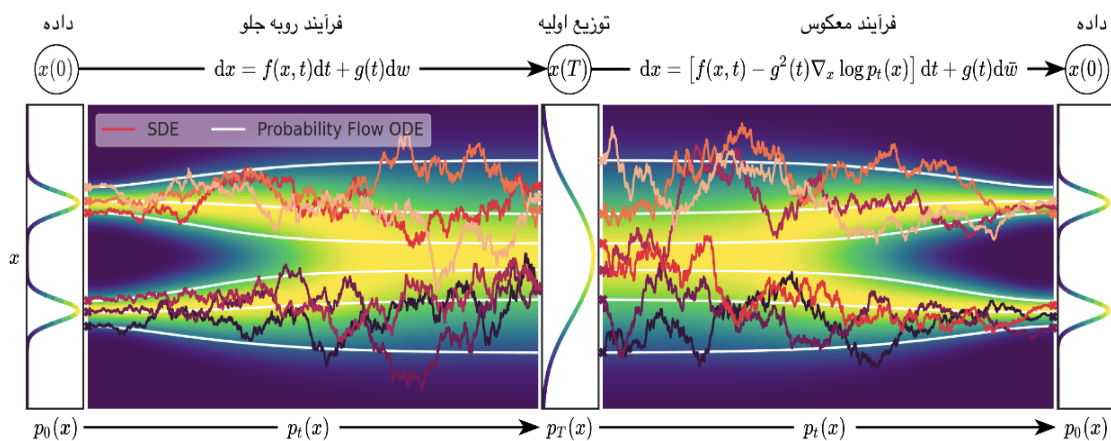 داده فرآیند روبه جلو توزیع اولیه فرآیند معکوس داده
x(0) dx = f(x,t)dt + g(t)dw x(T) dx = [f(x,t) − g²(t)∇ₓ log pₜ(x)] dt + g(t)dw̄ x(0)
SDE Probability Flow ODE
x
p₀(x) pₜ(x) p_T(x) pₜ(x) p₀(x)